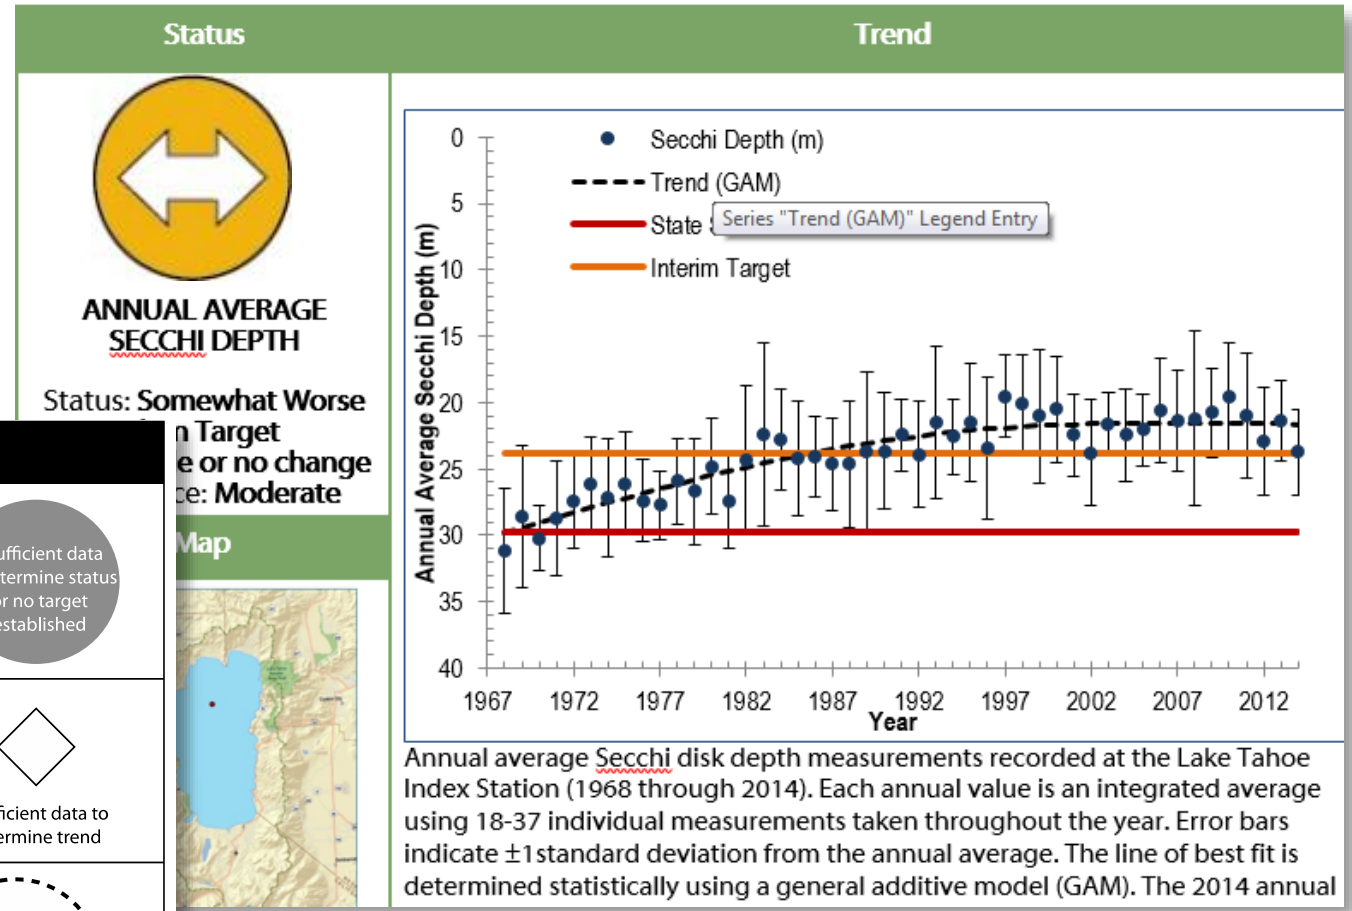 Status
Trend
ANNUAL AVERAGE
SECCHI DEPTH
Status: Somewhat Worse
Target
or no change
Moderate
Map
ufficient data
termine status
r no target
established
ficient data to
ermine trend
Secchi Depth (m)
Trend (GAM)
State
Series "Trend (GAM)" Legend Entry
Interim Target
Annual Average Secchi Depth (m)
0
5
10
15
20
25
30
35
40
1967 1972 1977 1982 1987 1992 1997 2002 2007 2012
Year
Annual average Secchi disk depth measurements recorded at the Lake Tahoe
Index Station (1968 through 2014). Each annual value is an integrated average
using 18-37 individual measurements taken throughout the year. Error bars
indicate ±1standard deviation from the annual average. The line of best fit is
determined statistically using a general additive model (GAM). The 2014 annual